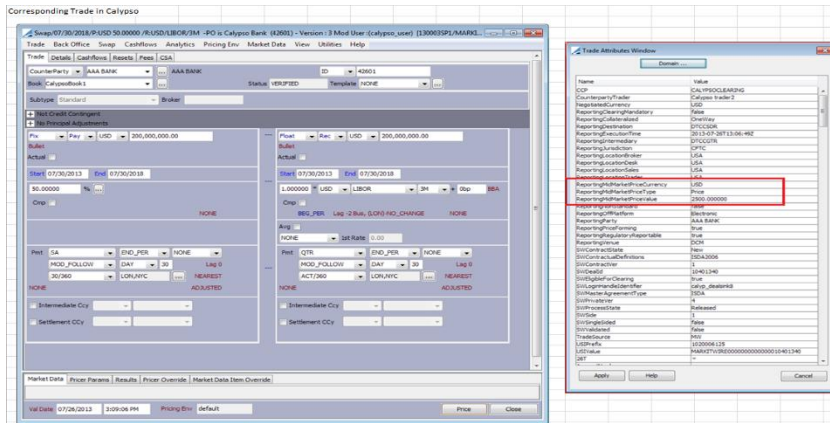 Corresponding Trade in Calypso
Swap/07/30/2018/P:USD 50.00000 /R:USD/LIBOR/3M -PO is Calypso Bank (42601) - Version : 3 Mod User :(calypso_user) [130003SP1/MARKI...
Trade Back Office Swap Cashflows Analytics Pricing Env Market Data View Utilities Help
Trade Details Cashflows Resets Fees CSA
CounterParty AAA BANK ... AAA BANK ID 42601
Book CalypsoBook1 ... Status VERIFIED Template NONE ...
Subtype Standard Broker
Not Credit Contingent
No Principal Adjustments
Fix Pay USD 200,000,000.00 Float Rec USD 200,000,000.00
Bullet Bullet
Actual Actual
Start 07/30/2013 End 07/30/2018 Start 07/30/2013 End 07/30/2018
50.00000 % ... 1.000000 * USD LIBOR 3M + 0bp BBA
Cmp Cmp
NONE BEG_PER Lag -2 Bus, (LON)-NO_CHANGE NONE
Avg
NONE 1st Rate 0.00
Pmt SA END_PER NONE Pmt QTR END_PER NONE
MOD_FOLLOW DAY 30 Lag 0 MOD_FOLLOW DAY 30 Lag 0
30/360 LON,NYC ... NEAREST ACT/360 LON,NYC ... NEAREST
NONE ADJUSTED NONE ADJUSTED
Intermediate Ccy Intermediate Ccy
Settlement CCy Settlement CCy
Market Data Pricer Params Results Pricer Override Market Data Item Override
Val Date 07/26/2013 3:09:06 PM Pricing Env default Price Close
Trade Attributes Window
Domain ...
Name Value
CCP CALYPSOCLEARING
CounterpartyTrader Calypso trader2
NegotiatedCurrency USD
ReportingClearingMandatory false
ReportingCollateralized OneWay
ReportingDestination DTCCSDR
ReportingExecutionTime 2013-07-26T13:06:49Z
ReportingIntermediary DTCCGTR
ReportingJurisdiction CFTC
ReportingLocationBroker USA
ReportingLocationDesk USA
ReportingLocationSales USA
ReportingLocationTrader USA
ReportingMidMarketPriceCurrency USD
ReportingMidMarketPriceType Price
ReportingMidMarketPriceValue 2500.000000
ReportingNonStandard false
ReportingOffPlatform Electronic
ReportingParty AAA BANK
ReportingPriceForming true
ReportingRegulatoryReportable true
ReportingVenue DCM
SWContractState New
SWContractualDefinitions ISDA2006
SWContractVer 1
SWDealId 10401340
SWEligibleForClearing true
SWLoginHandleIdentifier
SWMasterAgreementType ISDA
SWPrivateVer 4
SWProcessState Released
SWSide 1
SWSingleSided false
SWValidated false
TradeSource MW
USIPrefix 1020006125
USIValue
Apply Help Cancel